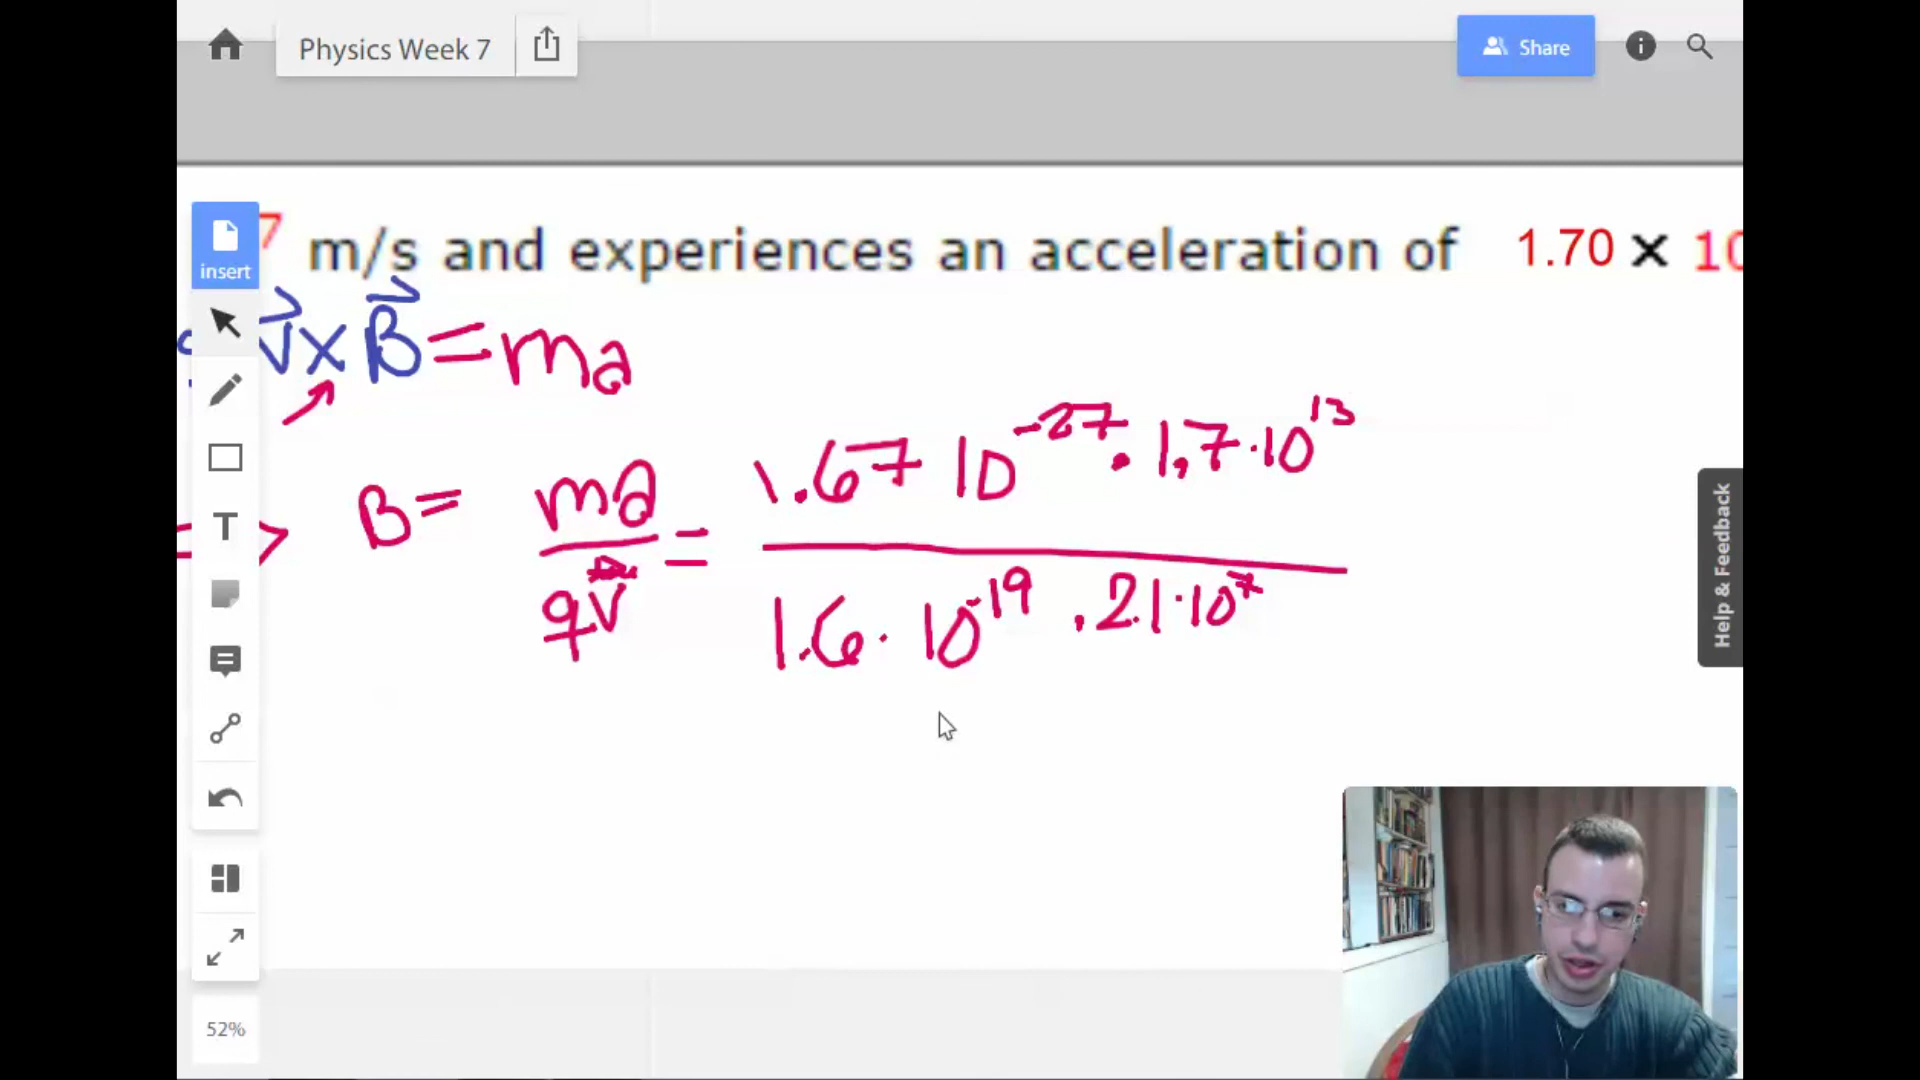 Physics Week 7
Share
insert
7 m/s and experiences an acceleration of 1.70 × 10
V⃗ x B⃗ = ma
B = ma/qv = 1.67 10^-27 . 1,7·10^13 / 1.6 · 10^-19 . 2.1·10^7
T
Help & Feedback
52%